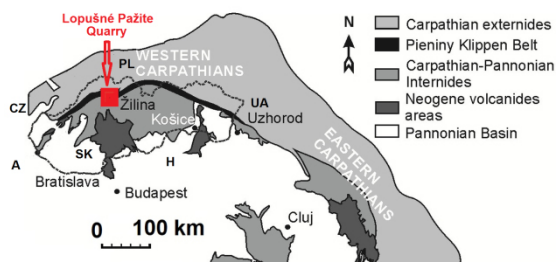 Lopušné Pažite
Quarry
PL
WESTERN
CARPATHIANS
CZ
Žilina
UA
Košice
Uzhorod
SK
H
A
Bratislava
Budapest
EASTERN
CARPATHIANS
Cluj
0 100 km
N
Carpathian externides
Pieniny Klippen Belt
Carpathian-Pannonian
Internides
Neogene volcanides
areas
Pannonian Basin